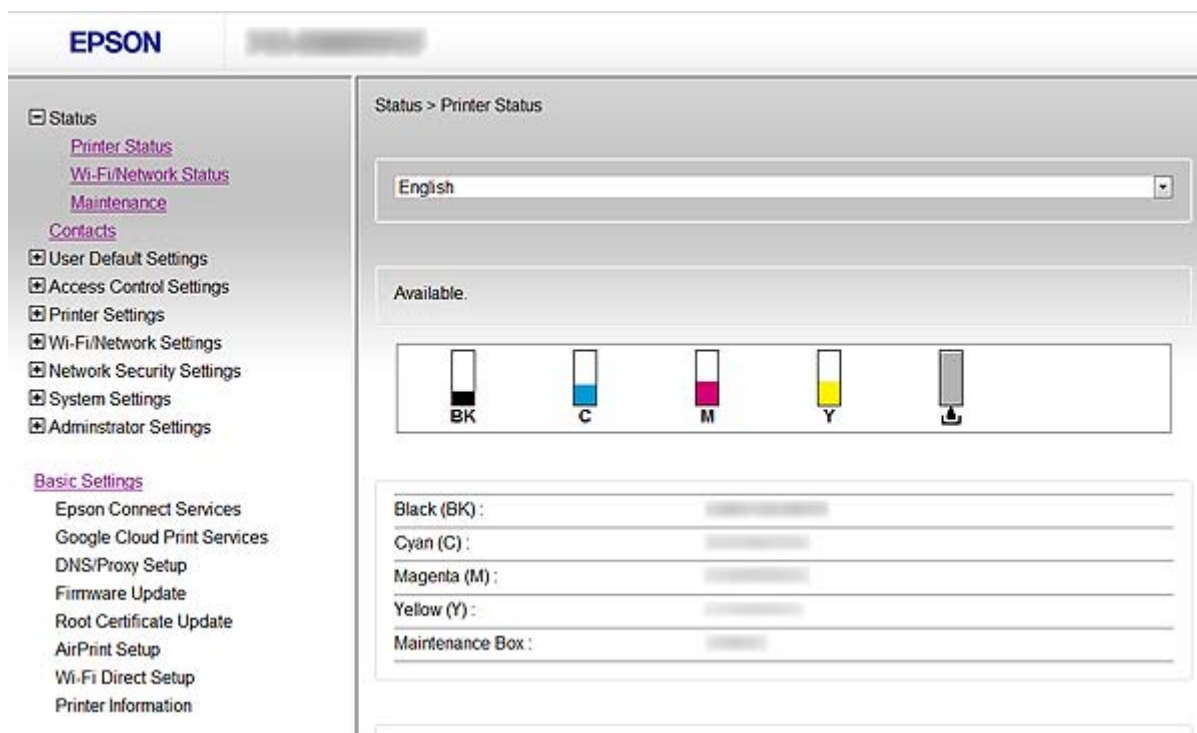 EPSON
Status
Printer Status
Wi-Fi/Network Status
Maintenance
Contacts
User Default Settings
Access Control Settings
Printer Settings
Wi-Fi/Network Settings
Network Security Settings
System Settings
Adminstrator Settings
Basic Settings
Epson Connect Services
Google Cloud Print Services
DNS/Proxy Setup
Firmware Update
Root Certificate Update
AirPrint Setup
Wi-Fi Direct Setup
Printer Information
Status > Printer Status
English
Available.
BK C M Y
Black (BK) :
Cyan (C) :
Magenta (M) :
Yellow (Y) :
Maintenance Box :